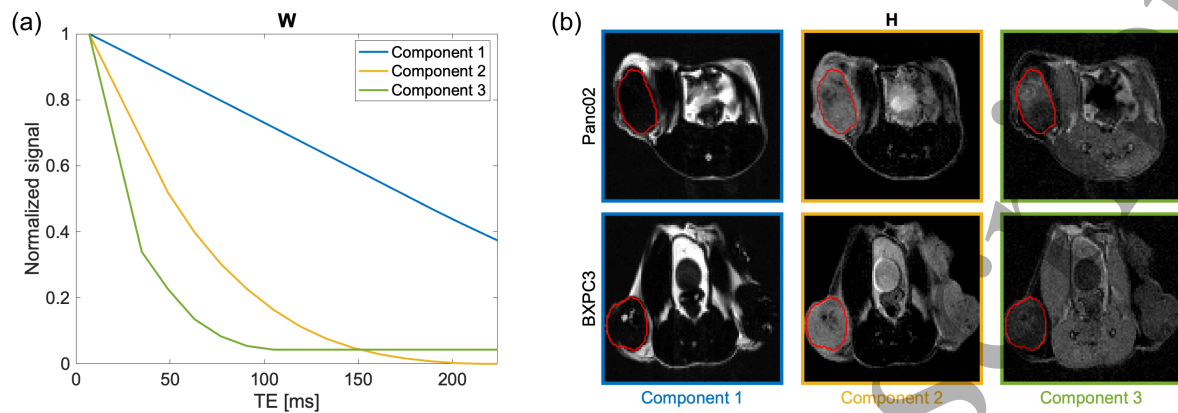 (a)
W
Normalized signal
1
0.8
0.6
0.4
0.2
0
0
50
100
150
200
TE [ms]
Component 1
Component 2
Component 3
(b)
H
Panc02
BXPC3
Component 1
Component 2
Component 3